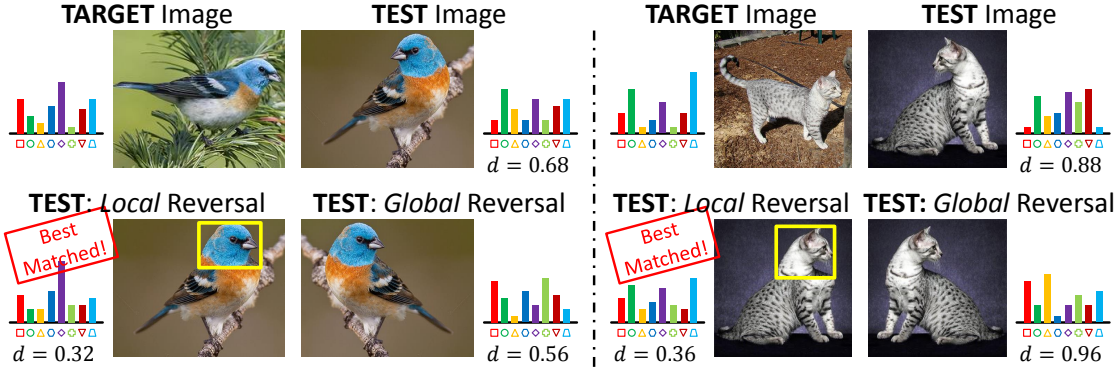 TARGET Image
TEST Image
d = 0.68
TEST: Local Reversal
TEST: Global Reversal
Best
Matched!
d = 0.32
d = 0.56
TARGET Image
TEST Image
d = 0.88
TEST: Local Reversal
TEST: Global Reversal
Best
Matched!
d = 0.36
d = 0.96